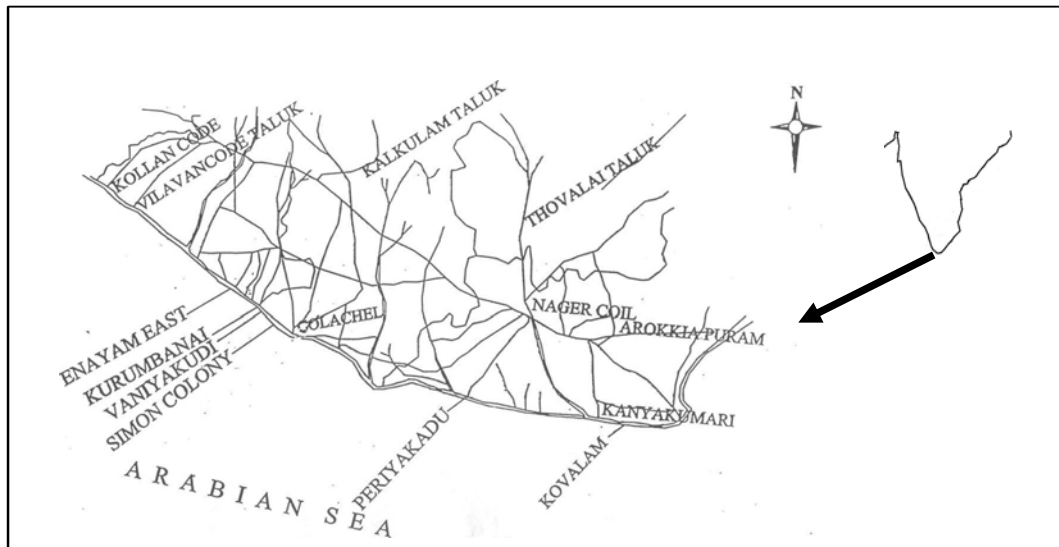 N
KOLLAN CODE
VILAVANCODE TALUK
KALKULAM TALUK
THOVALAI TALUK
NAGER COIL
AROKKIA PURAM
COLACHEL
ENAYAM EAST
KURUMBANAI
VANIYAKUDI
SIMON COLONY
PERIYAKADU
KANYAKUMARI
KOVALAM
ARABIAN SEA